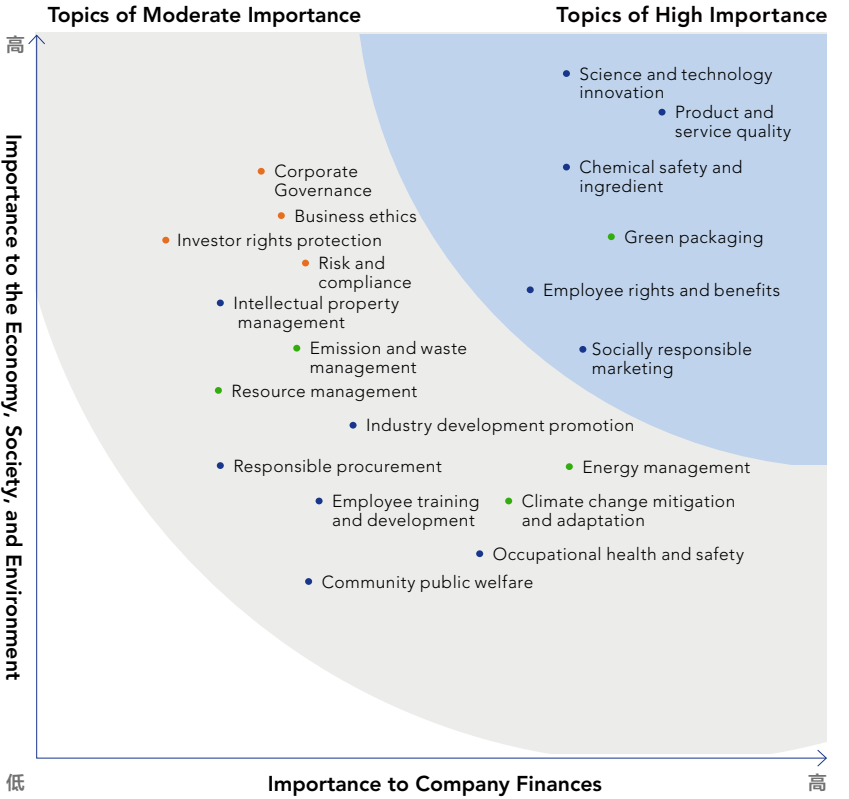 Topics of Moderate Importance
Topics of High Importance
高
Importance to the Economy, Society, and Environment
Science and technology
innovation
Product and
service quality
Chemical safety and
ingredient
Corporate
Governance
Business ethics
Green packaging
Investor rights protection
Risk and
compliance
Employee rights and benefits
Intellectual property
management
Emission and waste
management
Socially responsible
marketing
Resource management
Industry development promotion
Responsible procurement
Energy management
Employee training
and development
Climate change mitigation
and adaptation
Occupational health and safety
Community public welfare
低
Importance to Company Finances
高